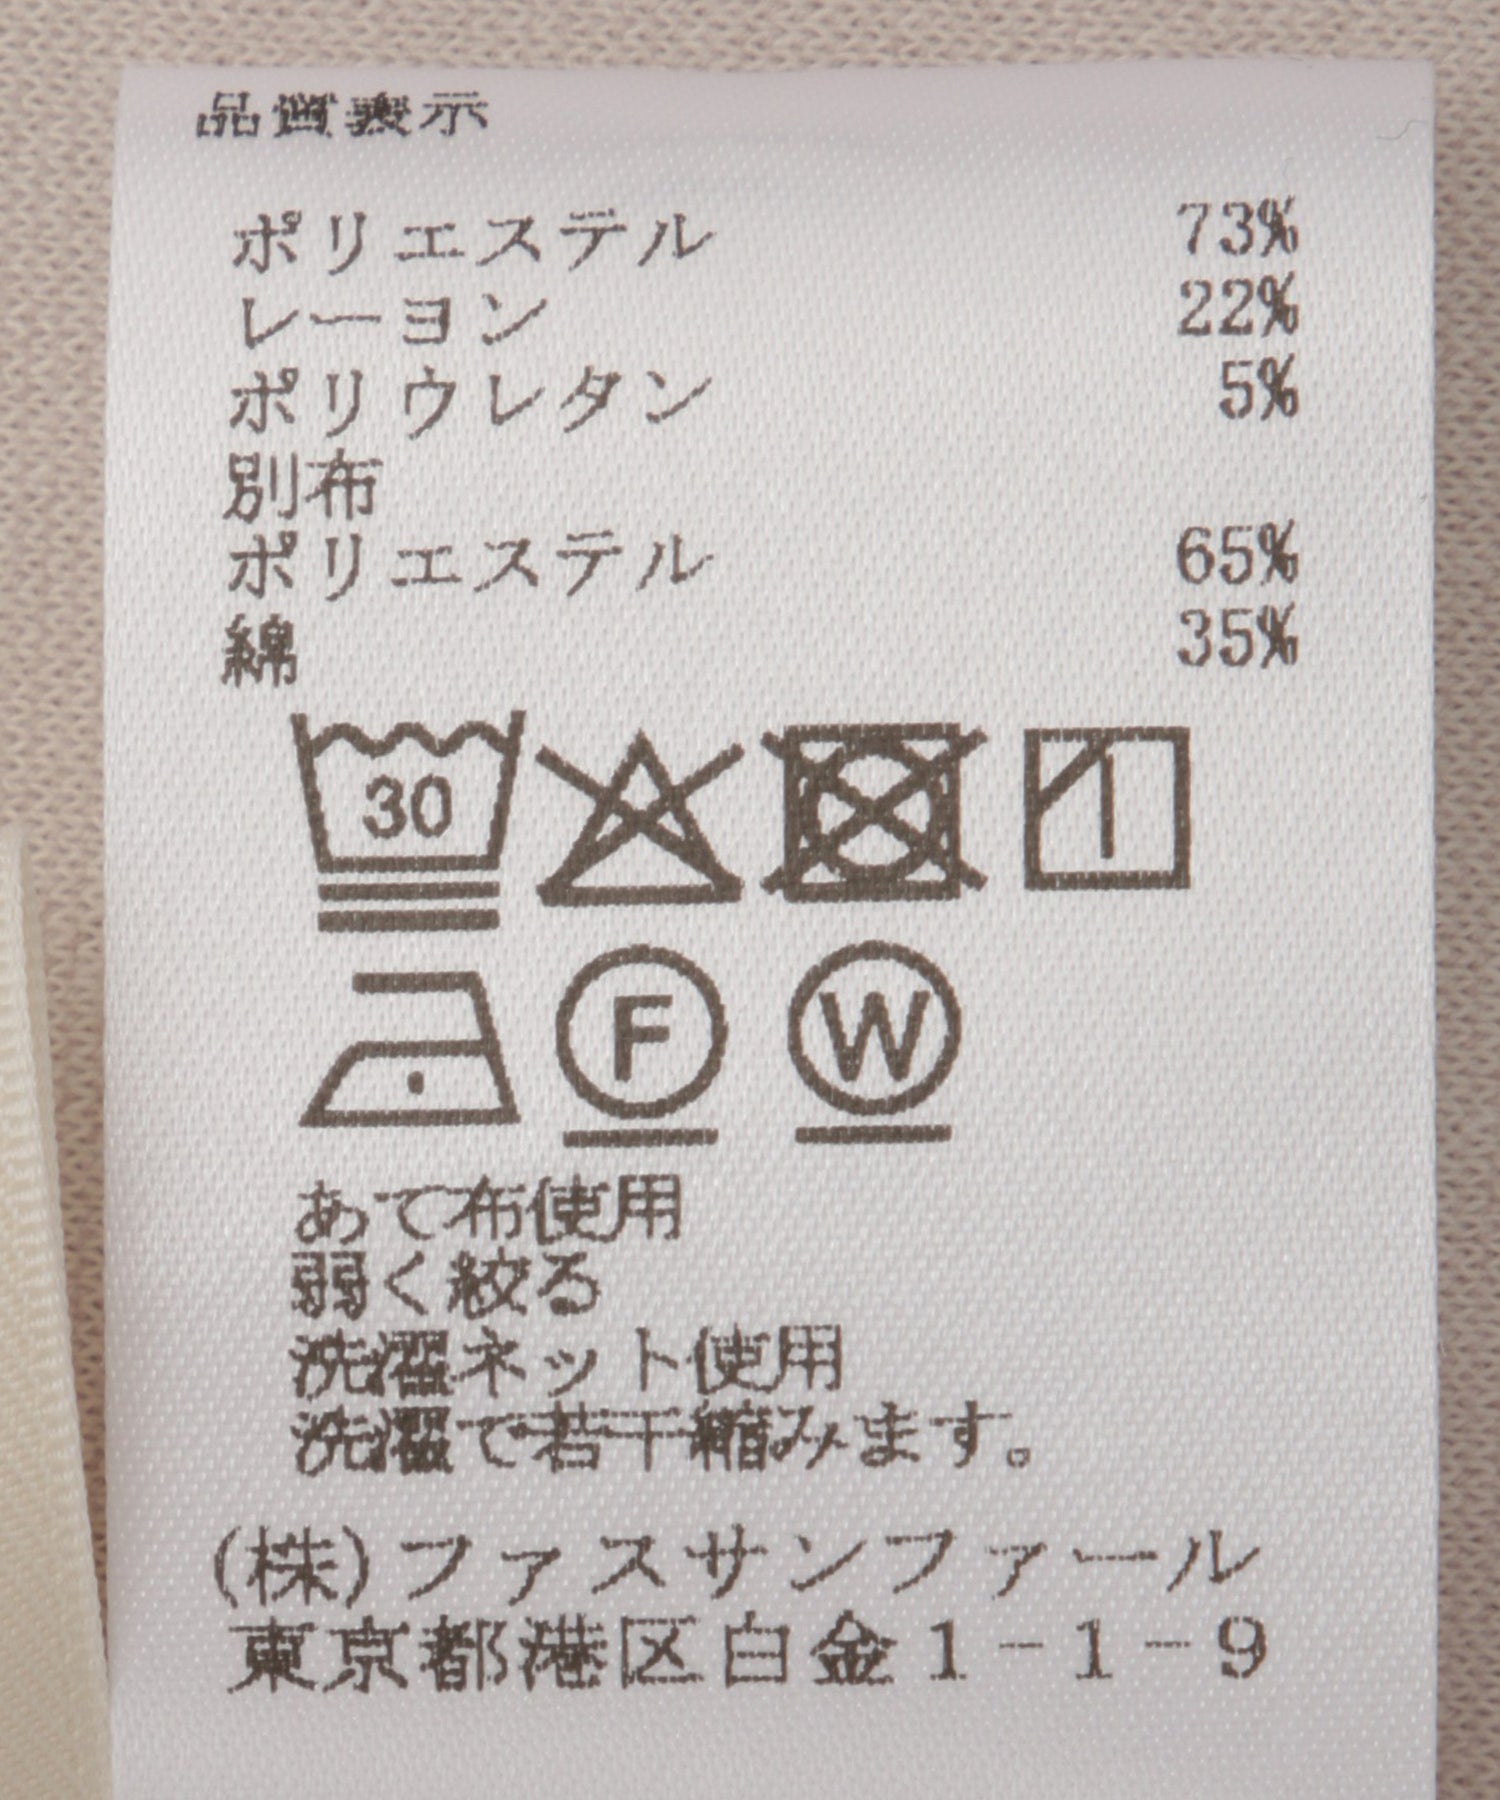 品質表示
ポリエステル 73%
レーヨン 22%
ポリウレタン 5%
別布
ポリエステル 65%
綿 35%
30
F W
あて布使用
弱く絞る
洗濯ネット使用
洗濯で若干縮みます。
(株)ファスサンファール
東京都港区白金1-1-9